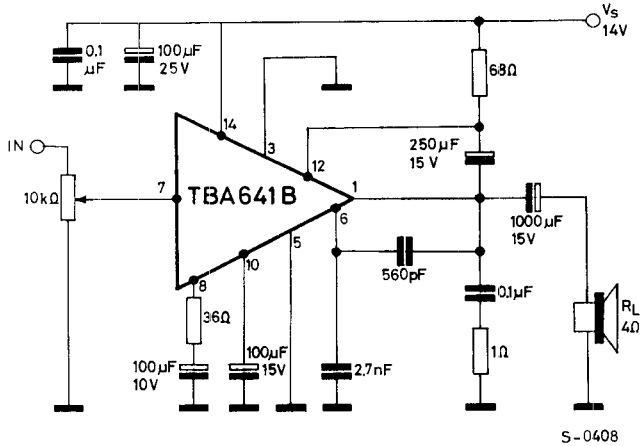 VS
14V
0.1
µF
100µF
25V
68Ω
14
3
IN
12
250µF
15V
10kΩ
7
TBA641B
1
1000µF
15V
6
5
10
560pF
8
0.1µF
RL
4Ω
36Ω
100µF
10V
100µF
15V
2.7nF
1Ω
S-0408